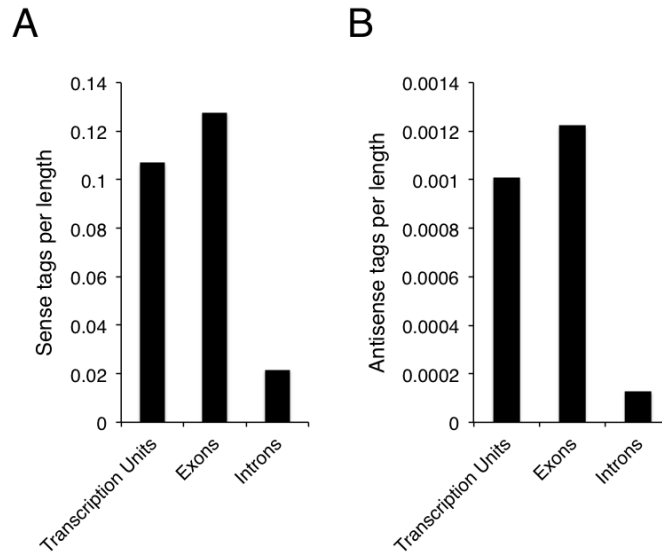 A
Sense tags per length
0.14
0.12
0.1
0.08
0.06
0.04
0.02
0
Transcription Units
Exons
Introns
B
Antisense tags per length
0.0014
0.0012
0.001
0.0008
0.0006
0.0004
0.0002
0
Transcription Units
Exons
Introns